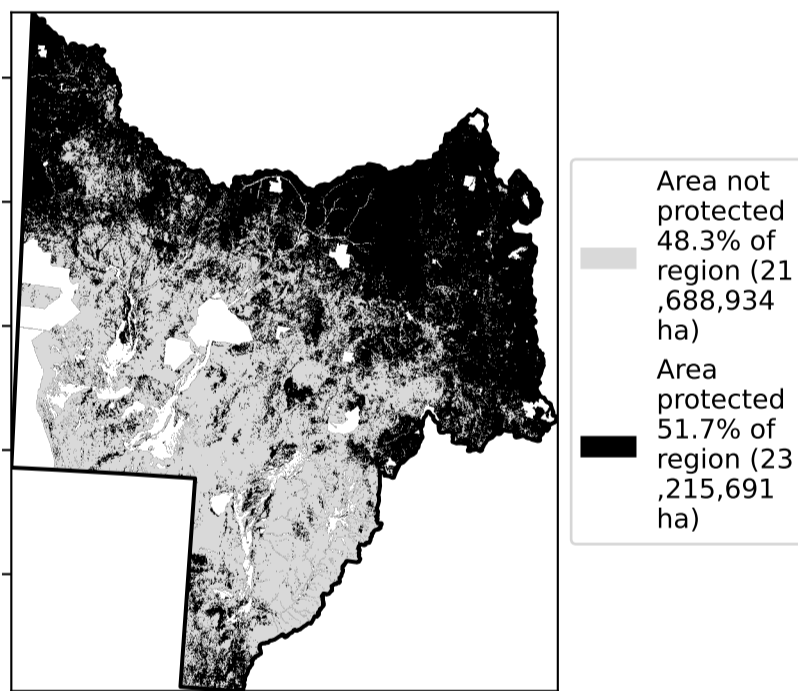 Area not
protected
48.3% of
region (21
,688,934
ha)
Area
protected
51.7% of
region (23
,215,691
ha)